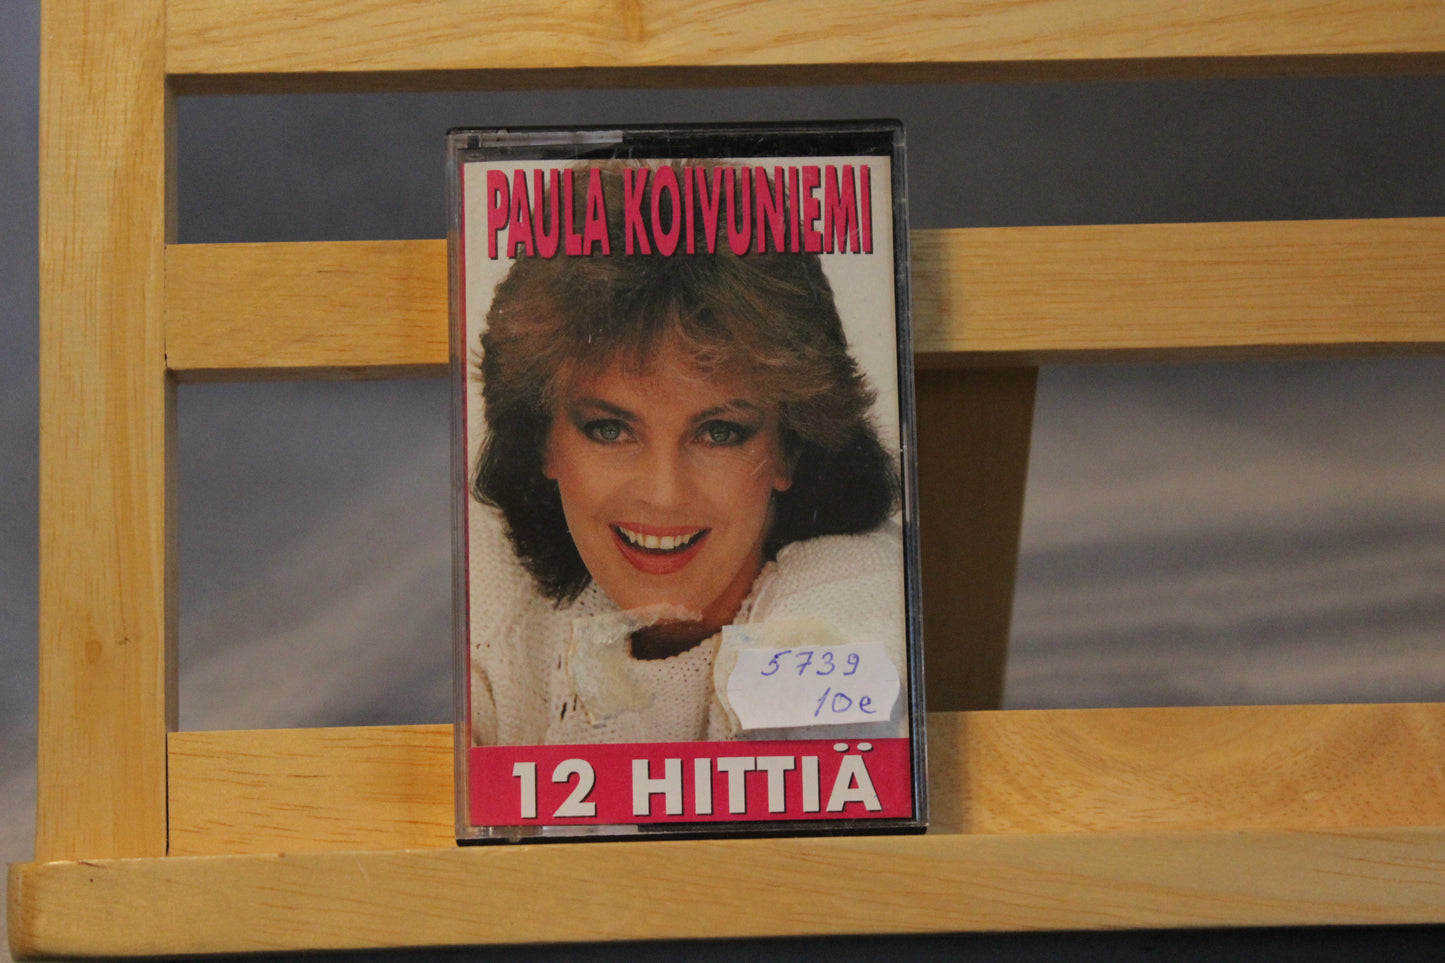 PAULA KOIVUNIEMI
5739
10e
12 HITTIÄ